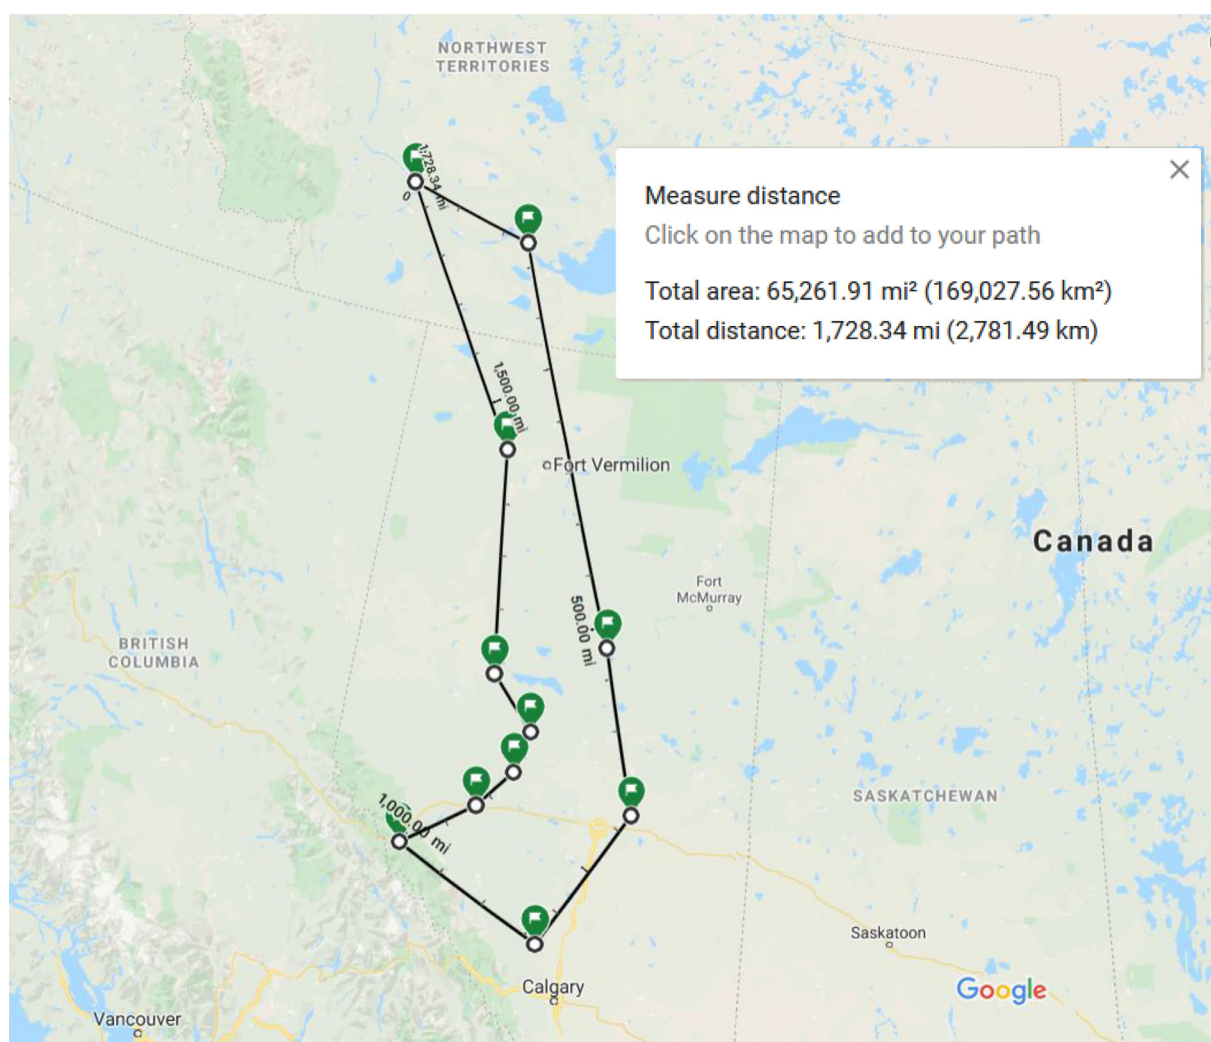 NORTHWEST
TERRITORIES
1,728.34 mi
0
Measure distance
Click on the map to add to your path
Total area: 65,261.91 mi² (169,027.56 km²)
Total distance: 1,728.34 mi (2,781.49 km)
1,500.00 mi
Fort Vermilion
Canada
Fort
McMurray
500.00 mi
BRITISH
COLUMBIA
1,000.00 mi
SASKATCHEWAN
Saskatoon
Calgary
Google
Vancouver